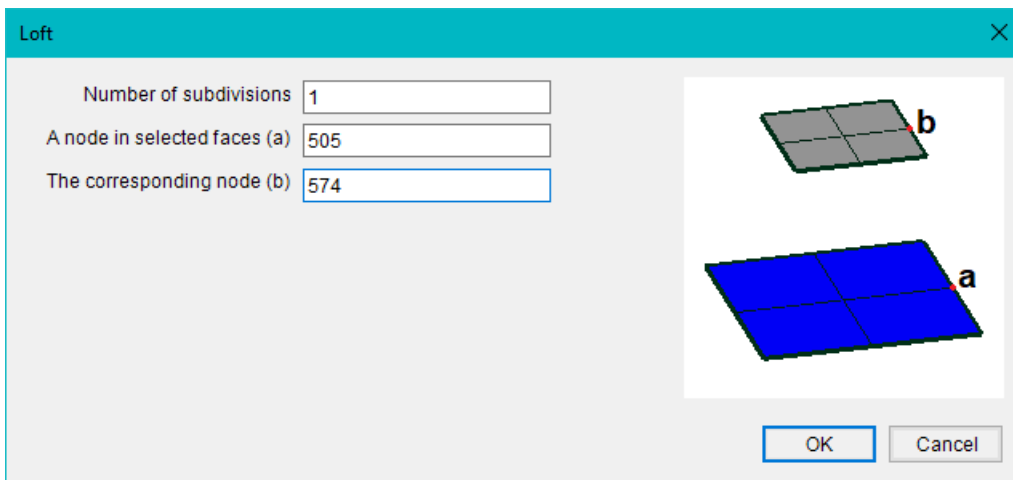 Loft
Number of subdivisions 1
A node in selected faces (a) 505
The corresponding node (b) 574
b
a
OK Cancel